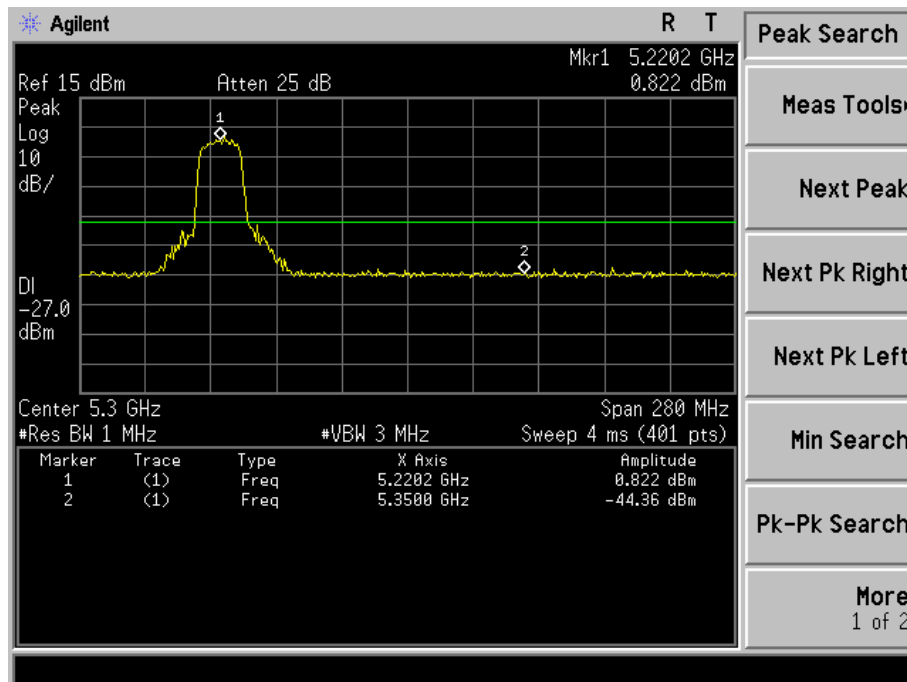 Agilent
R T
Mkr1 5.2202 GHz
Ref 15 dBm Atten 25 dB 0.822 dBm
Peak
Log
10
dB/
1
2
DI
-27.0
dBm
Center 5.3 GHz Span 280 MHz
#Res BW 1 MHz #VBW 3 MHz Sweep 4 ms (401 pts)
Marker Trace Type X Axis Amplitude
1 (1) Freq 5.2202 GHz 0.822 dBm
2 (1) Freq 5.3500 GHz -44.36 dBm
Peak Search
Meas Tools
Next Peak
Next Pk Right
Next Pk Left
Min Search
Pk-Pk Search
More
1 of 2